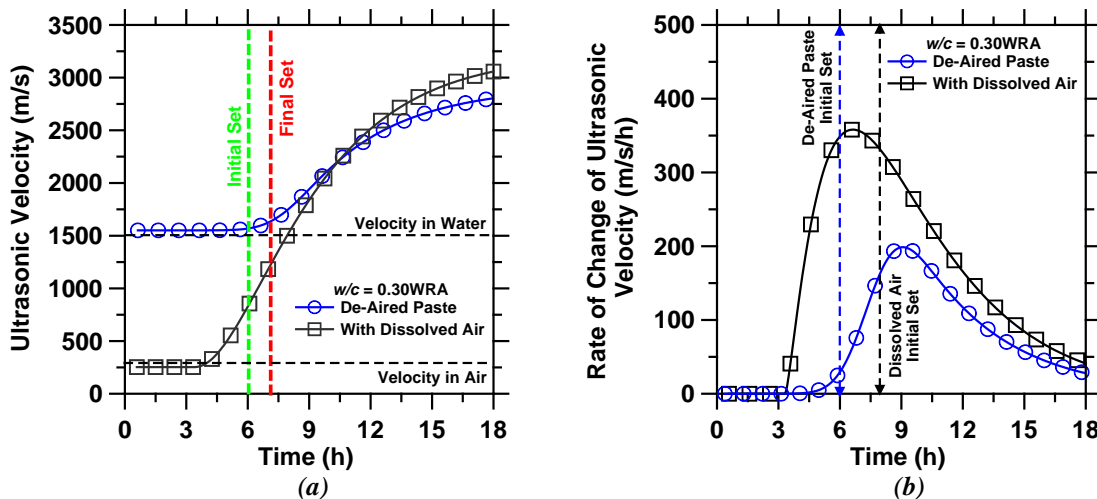 3500
3000
2500
2000
1500
1000
500
0
Ultrasonic Velocity (m/s)
Initial Set
Final Set
Velocity in Water
w/c = 0.30WRA
De-Aired Paste
With Dissolved Air
Velocity in Air
0 3 6 9 12 15 18
Time (h)
(a)
500
400
300
200
100
0
Rate of Change of Ultrasonic
Velocity (m/s/h)
De-Aired Paste
Initial Set
w/c = 0.30WRA
De-Aired Paste
With Dissolved Air
Dissolved Air
Initial Set
0 3 6 9 12 15 18
Time (h)
(b)